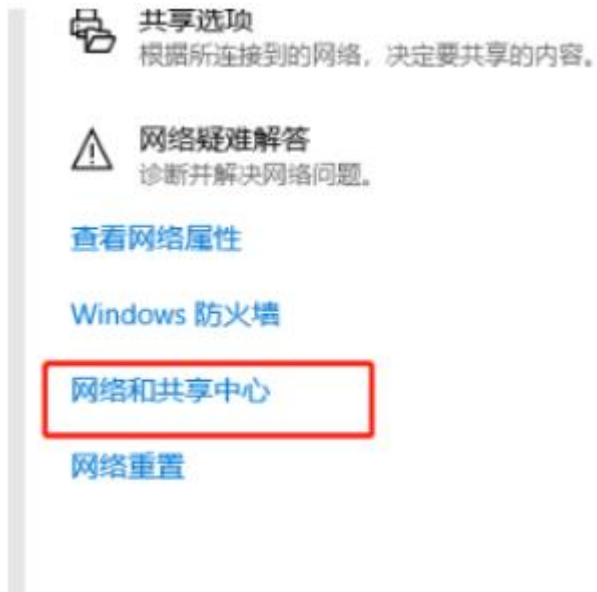 共享选项
根据所连接到的网络，决定要共享的内容。
网络疑难解答
诊断并解决网络问题。
查看网络属性
Windows 防火墙
网络和共享中心
网络重置